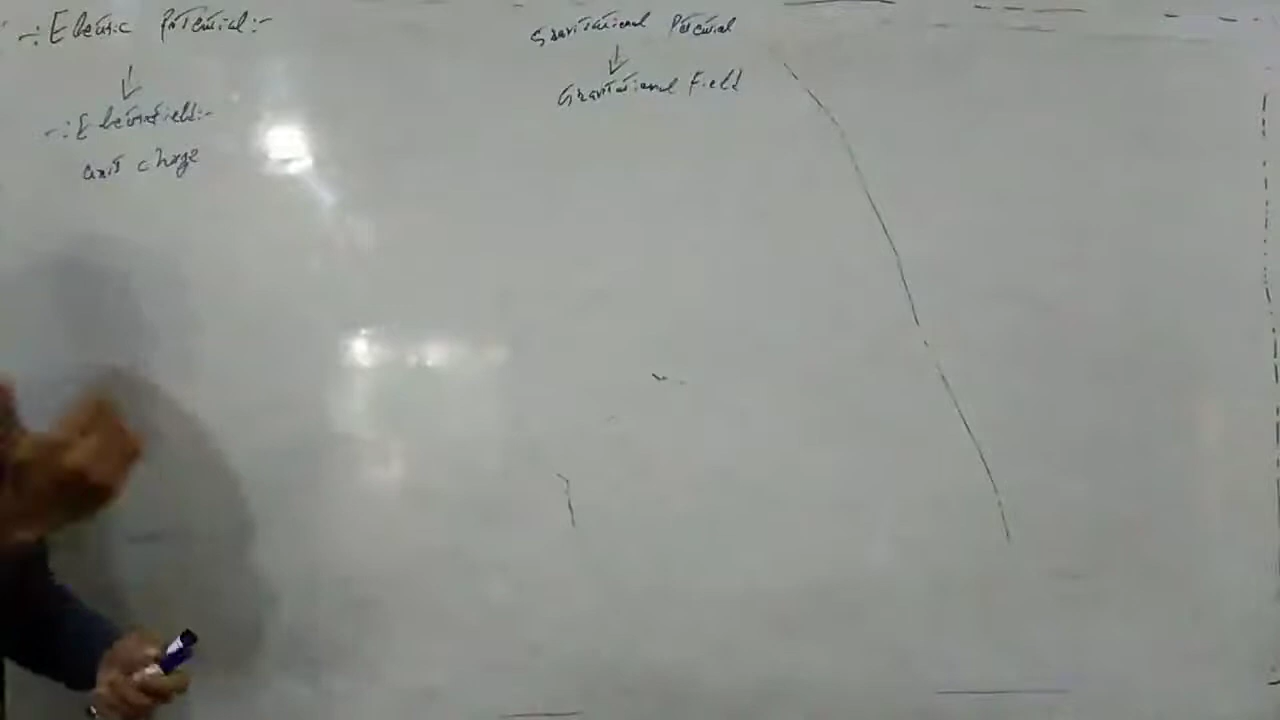 -: Electric Potential:-
-: Electric field:-
unit charge
Gravitational Potential
Gravitational Field